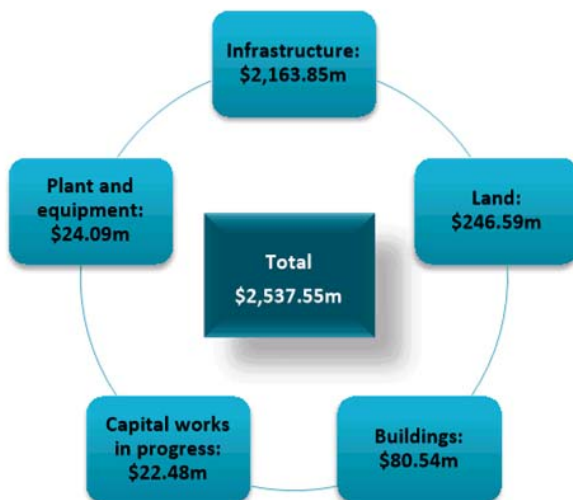 Infrastructure:
$2,163.85m
Plant and
equipment:
$24.09m
Land:
$246.59m
Total
$2,537.55m
Capital works
in progress:
$22.48m
Buildings:
$80.54m